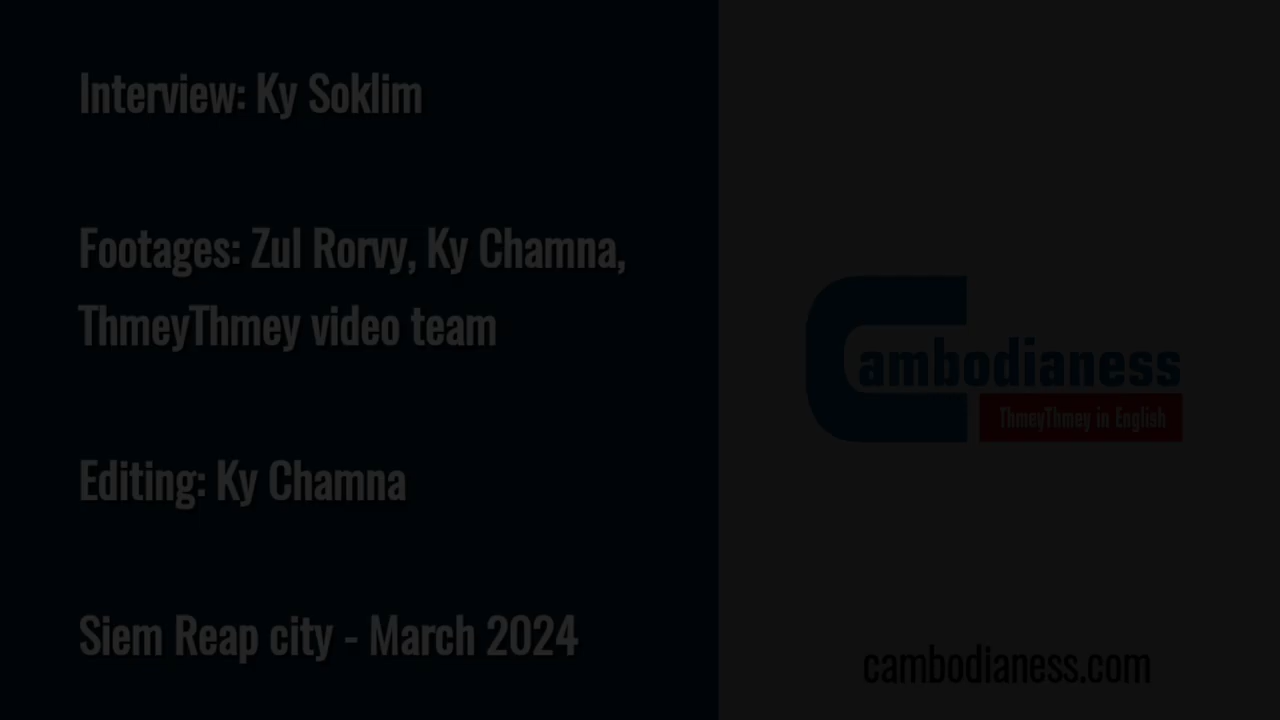 Interview: Ky Soklim
Footages: Zul Rorvy, Ky Chamna,
ThmeyThmey video team
Editing: Ky Chamna
Siem Reap city - March 2024
Cambodianess
ThmeyThmey in English
cambodianess.com